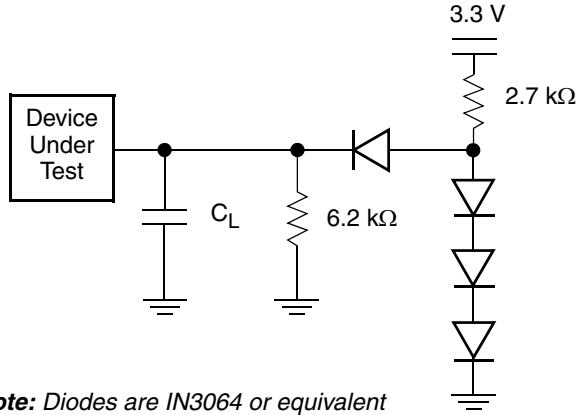 3.3 V
2.7 kΩ
Device
Under
Test
C_L
6.2 kΩ
ote: Diodes are IN3064 or equivalent